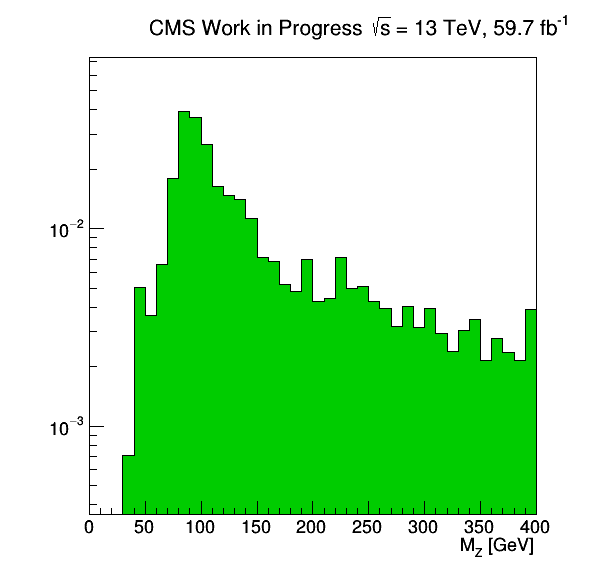 CMS Work in Progress √s = 13 TeV, 59.7 fb⁻¹
10⁻²
10⁻³
0 50 100 150 200 250 300 350 400
M_Z [GeV]